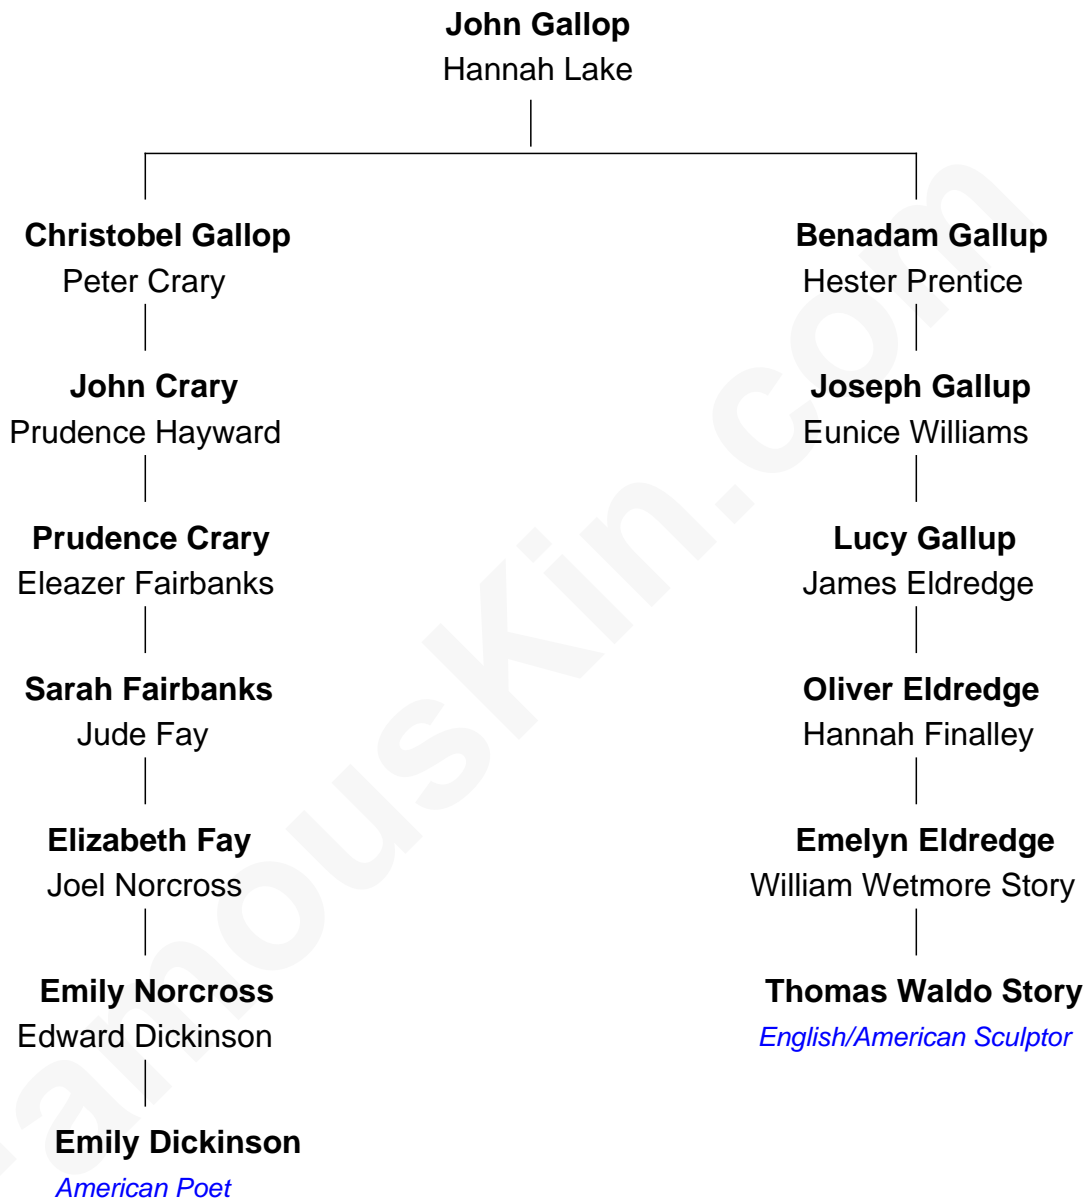 John Gallop
Hannah Lake
Christobel Gallop
Peter Crary
Benadam Gallup
Hester Prentice
John Crary
Prudence Hayward
Joseph Gallup
Eunice Williams
Prudence Crary
Eleazer Fairbanks
Lucy Gallup
James Eldredge
Sarah Fairbanks
Jude Fay
Oliver Eldredge
Hannah Finalley
Elizabeth Fay
Joel Norcross
Emelyn Eldredge
William Wetmore Story
Emily Norcross
Edward Dickinson
Thomas Waldo Story
English/American Sculptor
Emily Dickinson
American Poet
FamousKin.com